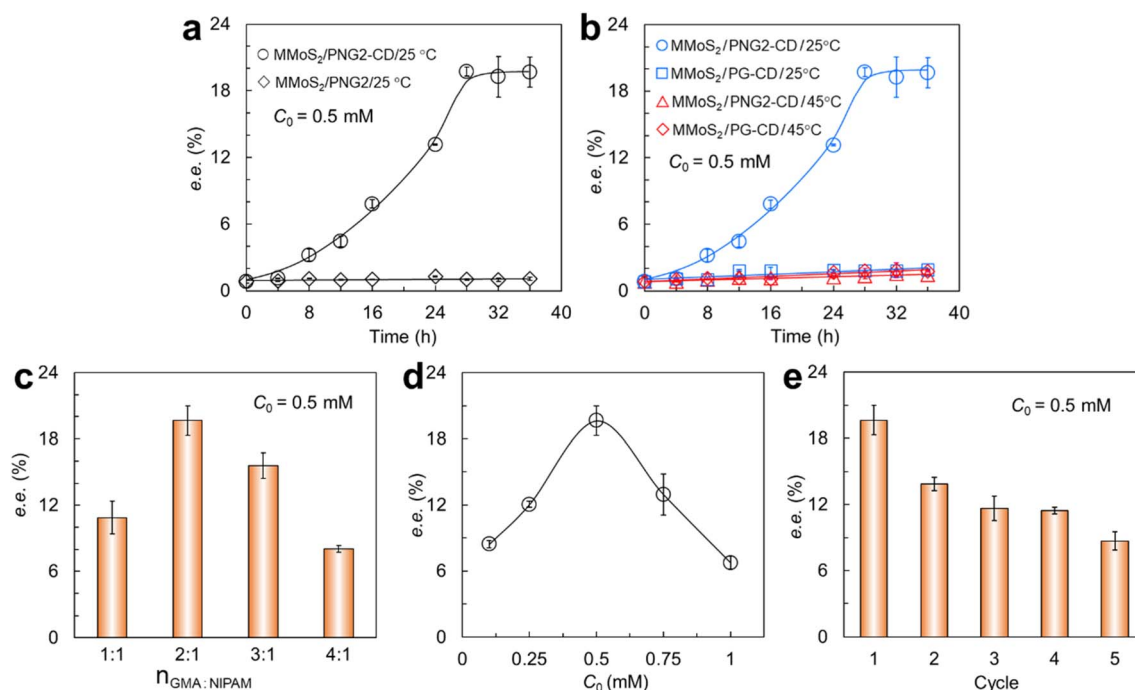 a
24
18
12
6
0
e.e. (%)
MMoS₂/PNG2-CD/25 °C
MMoS₂/PNG2/25 °C
C₀ = 0.5 mM
0 8 16 24 32 40
Time (h)
b
24
18
12
6
0
e.e. (%)
MMoS₂/PNG2-CD/25°C
MMoS₂/PG-CD/25°C
MMoS₂/PNG2-CD/45°C
MMoS₂/PG-CD/45°C
C₀ = 0.5 mM
0 8 16 24 32 40
Time (h)
c
24
18
12
6
0
e.e. (%)
C₀ = 0.5 mM
1:1 2:1 3:1 4:1
nGMA:NIPAM
d
24
18
12
6
0
e.e. (%)
0 0.25 0.5 0.75 1
C₀ (mM)
e
24
18
12
6
0
e.e. (%)
C₀ = 0.5 mM
1 2 3 4 5
Cycle